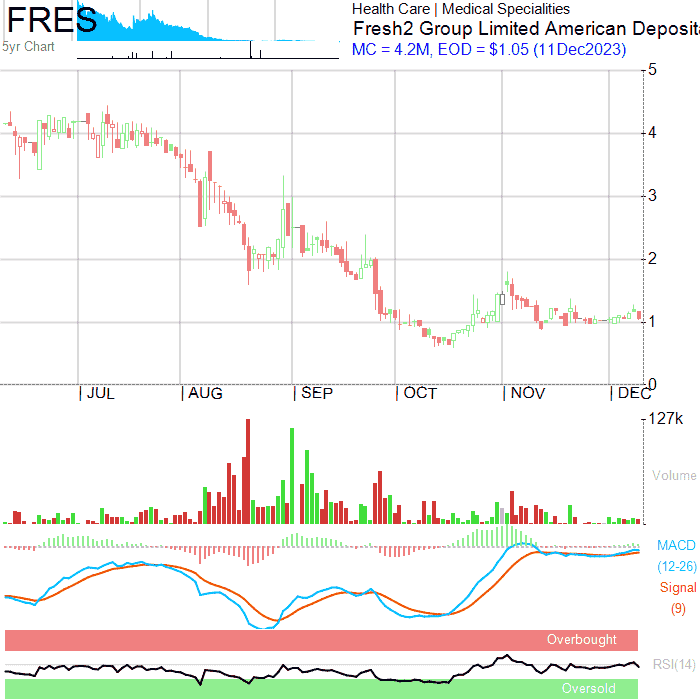 FRES
5yr Chart
Health Care | Medical Specialities
Fresh2 Group Limited American Deposit
MC = 4.2M, EOD = $1.05 (11Dec2023)
5
4
3
2
1
0
JUL AUG SEP OCT NOV DEC
127k
Volume
MACD
(12-26)
Signal
(9)
Overbought
RSI(14)
Oversold